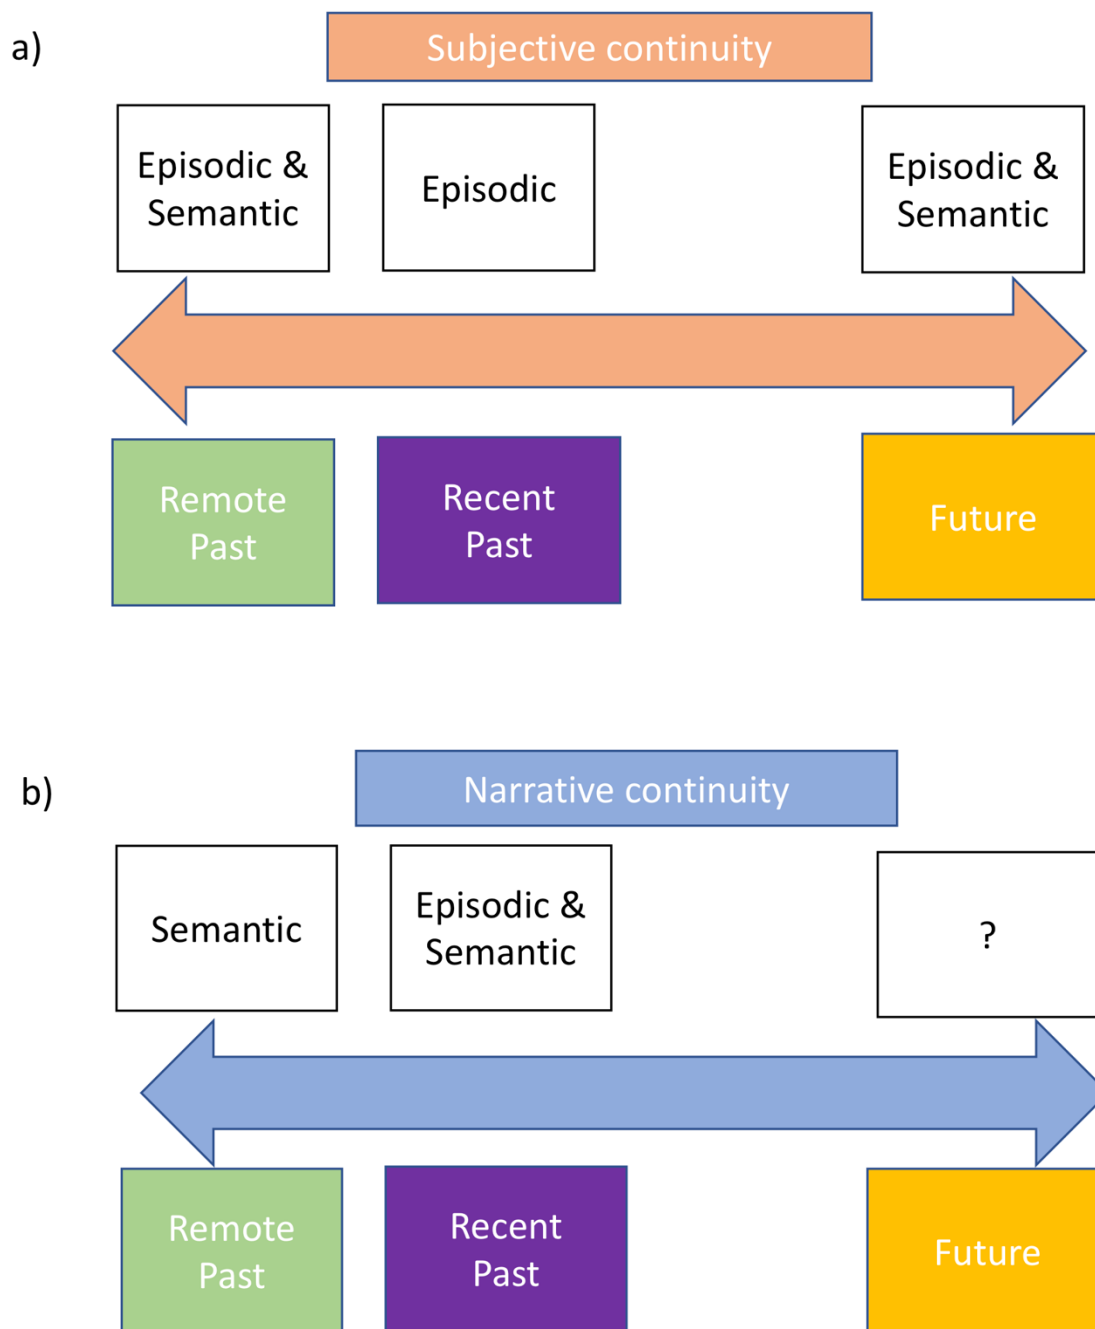 a)
Subjective continuity
Episodic &
Semantic
Episodic
Episodic &
Semantic
Remote
Past
Recent
Past
Future
b)
Narrative continuity
Semantic
Episodic &
Semantic
?
Remote
Past
Recent
Past
Future